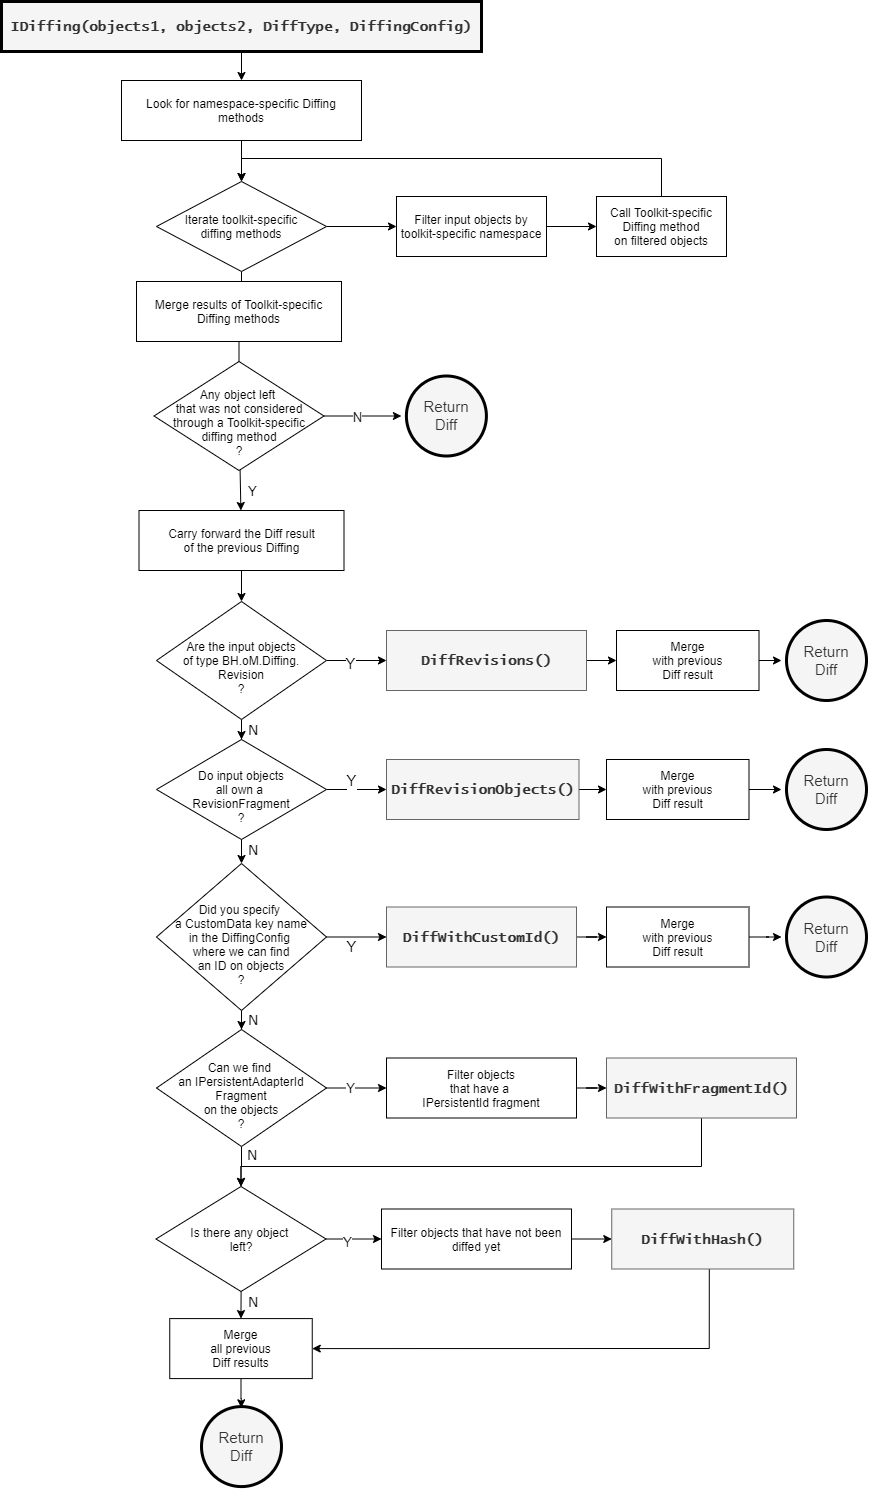 IDiffing(objects1, objects2, DiffType, DiffingConfig)
Look for namespace-specific Diffing
methods
Iterate toolkit-specific
diffing methods
Filter input objects by
toolkit-specific namespace
Call Toolkit-specific
Diffing method
on filtered objects
Merge results of Toolkit-specific
Diffing methods
Any object left
that was not considered
through a Toolkit-specific
diffing method
?
N
Return
Diff
Y
Carry forward the Diff result
of the previous Diffing
Are the input objects
of type BH.oM.Diffing.
Revision
?
Y
DiffRevisions()
Merge
with previous
Diff result
Return
Diff
N
Do input objects
all own a
RevisionFragment
?
Y
DiffRevisionObjects()
Merge
with previous
Diff result
Return
Diff
N
Did you specify
a CustomData key name
in the DiffingConfig
where we can find
an ID on objects
?
Y
DiffWithCustomId()
Merge
with previous
Diff result
Return
Diff
N
Can we find
an IPersistentAdapterId
Fragment
on the objects
?
Y
Filter objects
that have a
IPersistentId fragment
DiffWithFragmentId()
N
Is there any object
left?
Y
Filter objects that have not been
diffed yet
DiffWithHash()
N
Merge
all previous
Diff results
Return
Diff